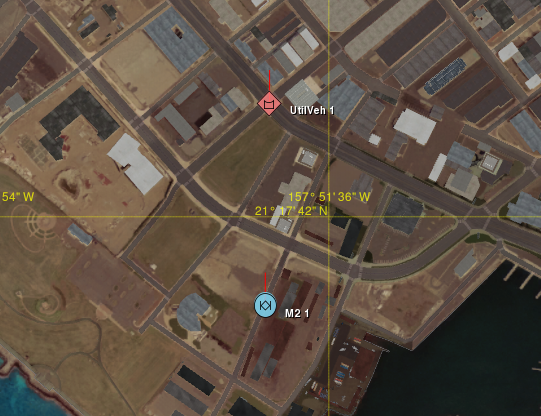 UtilVeh 1
54" W
157° 51' 36" W
21° 17' 42" N
M2 1